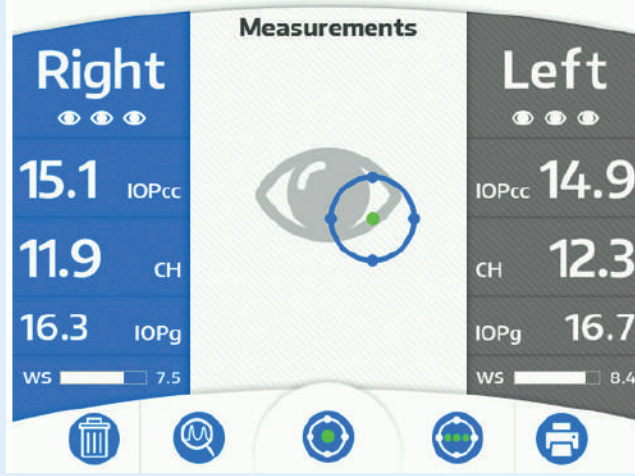 Measurements
Right
15.1 IOPcc
11.9 CH
16.3 IOPg
WS 7.5
Left
IOPcc 14.9
CH 12.3
IOPg 16.7
WS 8.4